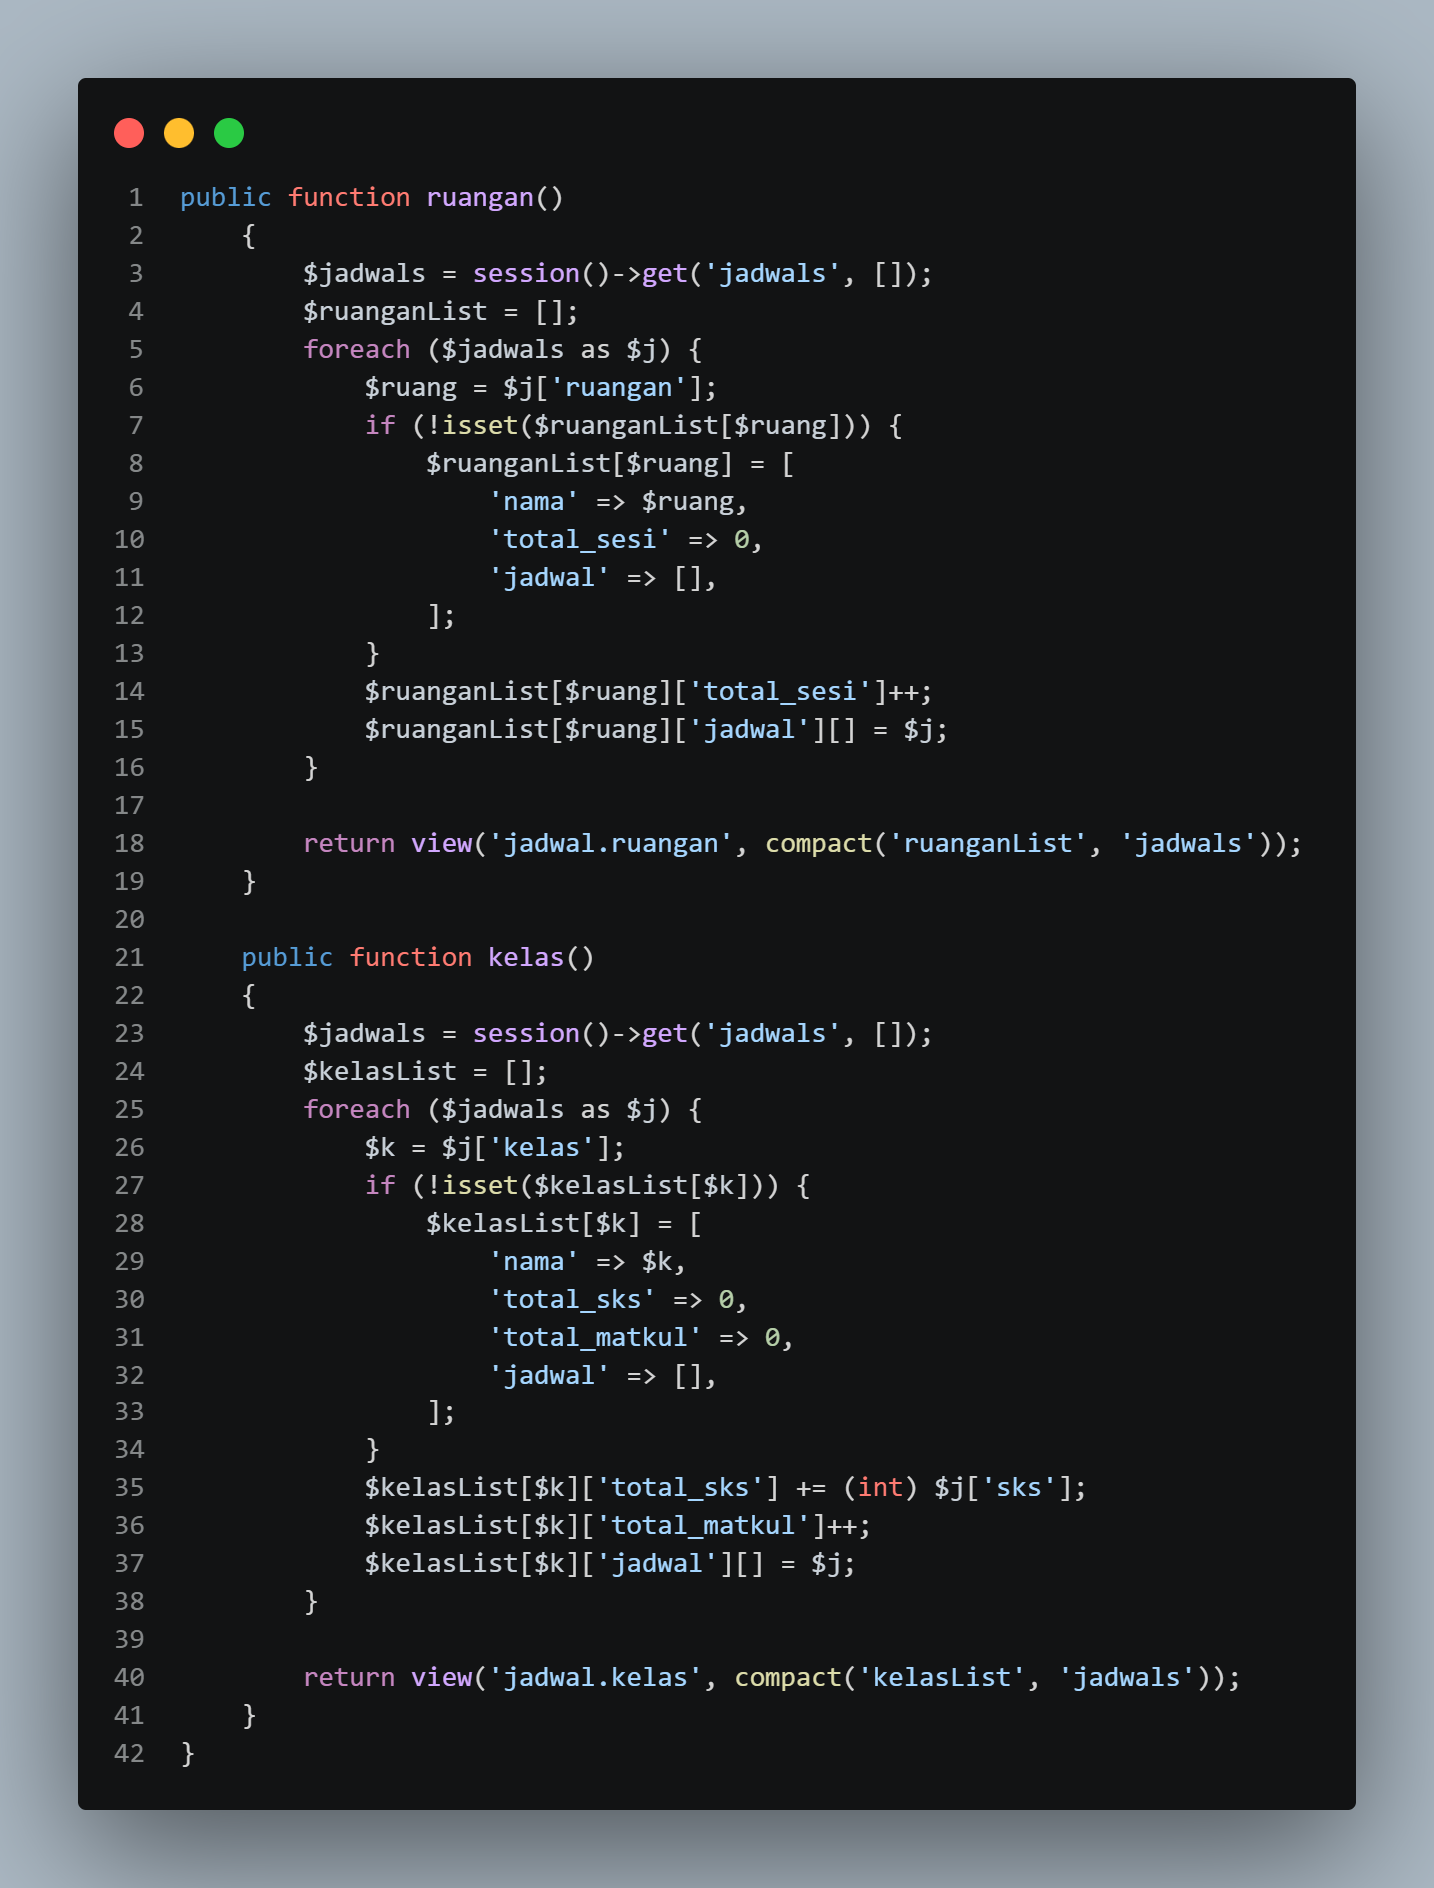 1 public function ruangan()
2     {
3         $jadwals = session()->get('jadwals', []);
4         $ruanganList = [];
5         foreach ($jadwals as $j) {
6             $ruang = $j['ruangan'];
7             if (!isset($ruanganList[$ruang])) {
8                 $ruanganList[$ruang] = [
9                     'nama' => $ruang,
10                     'total_sesi' => 0,
11                     'jadwal' => [],
12                 ];
13             }
14             $ruanganList[$ruang]['total_sesi']++;
15             $ruanganList[$ruang]['jadwal'][] = $j;
16         }
17
18         return view('jadwal.ruangan', compact('ruanganList', 'jadwals'));
19     }
20
21     public function kelas()
22     {
23         $jadwals = session()->get('jadwals', []);
24         $kelasList = [];
25         foreach ($jadwals as $j) {
26             $k = $j['kelas'];
27             if (!isset($kelasList[$k])) {
28                 $kelasList[$k] = [
29                     'nama' => $k,
30                     'total_sks' => 0,
31                     'total_matkul' => 0,
32                     'jadwal' => [],
33                 ];
34             }
35             $kelasList[$k]['total_sks'] += (int) $j['sks'];
36             $kelasList[$k]['total_matkul']++;
37             $kelasList[$k]['jadwal'][] = $j;
38         }
39
40         return view('jadwal.kelas', compact('kelasList', 'jadwals'));
41     }
42 }